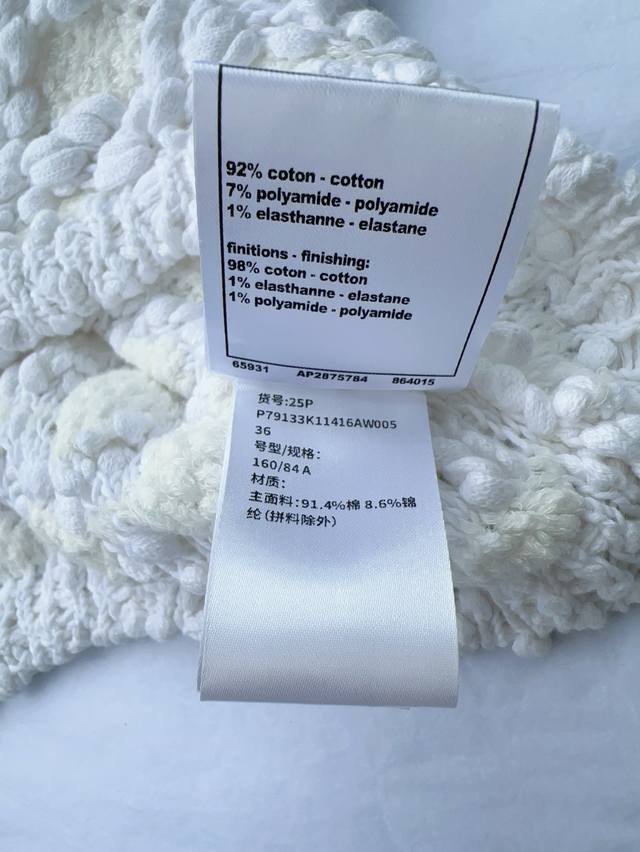 92% coton - cotton
7% polyamide - polyamide
1% elasthanne - elastane
finitions - finishing:
98% coton - cotton
1% elasthanne - elastane
1% polyamide - polyamide
65931 AP2875784 864015
货号:25P
P79133K11416AW005
36
号型/规格:
160/84A
材质:
主面料:91.4%棉 8.6%锦
纶(拼料除外)